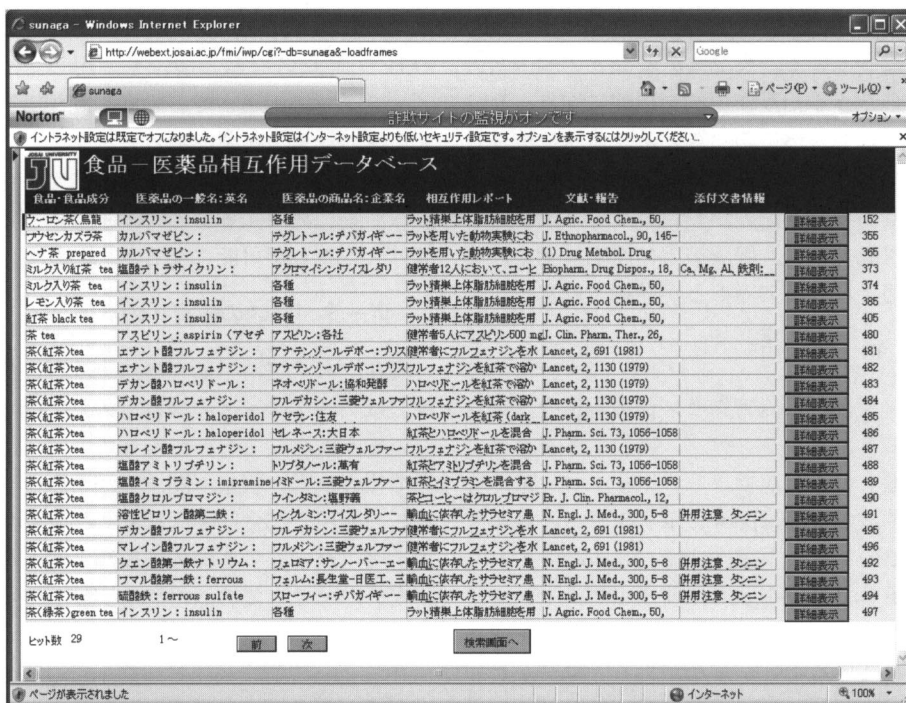 sunaga - Windows Internet Explorer
http://webext.josai.ac.jp/fmi/iwp/cgi?-db=sunaga&-loadframes
Google
sunaga
ページ(P) ツール(O)
Norton™ 詐欺サイトの監視がオンです オプション
イントラネット設定は既定でオフになりました。イントラネット設定はインターネット設定よりも低いセキュリティ設定です。オプションを表示するにはクリックしてください...
JOSAI UNIVERSITY
JU 食品－医薬品相互作用データベース
食品・食品成分 医薬品の一般名:英名 医薬品の商品名:企業名 相互作用レポート 文献・報告 添付文書情報
ウーロン茶(烏龍 インスリン：insulin 各種 ラット精巣上体脂肪細胞を用 J. Agric. Food Chem., 50, 詳細表示 152
フウセンカズラ茶 カルバマゼピン： テグレトール:チバガイギー- ラットを用いた動物実験にお J. Ethnopharmacol., 90, 145- 詳細表示 355
ヘナ茶 prepared カルバマゼピン： テグレトール:チバガイギー- ラットを用いた動物実験にお (1) Drug Metabol. Drug 詳細表示 365
ミルク入り紅茶 tea 塩酸テトラサイクリン： アクロマイシン:ワイスレダリ 健常者12人において、コーヒ Biopharm. Drug Dispos., 18, Ca, Mg, Al, 鉄剤: 詳細表示 373
ミルク入り茶 tea インスリン：insulin 各種 ラット精巣上体脂肪細胞を用 J. Agric. Food Chem., 50, 詳細表示 374
レモン入り茶 tea インスリン：insulin 各種 ラット精巣上体脂肪細胞を用 J. Agric. Food Chem., 50, 詳細表示 385
紅茶 black tea インスリン：insulin 各種 ラット精巣上体脂肪細胞を用 J. Agric. Food Chem., 50, 詳細表示 405
茶 tea アスピリン：aspirin (アセチ アスピリン:各社 健常者5人にアスピリン500 mg J. Clin. Pharm. Ther., 26, 詳細表示 480
茶(紅茶)tea エナント酸フルフェナジン： アナテンゾールデポー:ブリス 健常者にフルフェナジンを水 Lancet, 2, 691 (1981) 詳細表示 481
茶(紅茶)tea エナント酸フルフェナジン： アナテンゾールデポー:ブリス フルフェナジンを紅茶で溶か Lancet, 2, 1130 (1979) 詳細表示 482
茶(紅茶)tea デカン酸ハロペリドール： ネオペリドール:協和発酵 ハロペリドールを紅茶で溶か Lancet, 2, 1130 (1979) 詳細表示 483
茶(紅茶)tea デカン酸フルフェナジン： フルデカシン:三菱ウェルファ フルフェナジンを紅茶で溶か Lancet, 2, 1130 (1979) 詳細表示 484
茶(紅茶)tea ハロペリドール：haloperidol ケセラン:住友 ハロペリドールを紅茶(dark Lancet, 2, 1130 (1979) 詳細表示 485
茶(紅茶)tea ハロペリドール：haloperidol セレネース:大日本 紅茶とハロペリドールを混合 J. Pharm. Sci. 73, 1056-1058 詳細表示 486
茶(紅茶)tea マレイン酸フルフェナジン： フルメジン:三菱ウェルファー フルフェナジンを紅茶で溶か Lancet, 2, 1130 (1979) 詳細表示 487
茶(紅茶)tea 塩酸アミトリプチリン： トリプタノール:萬有 紅茶とアミトリプチリンを混合 J. Pharm. Sci. 73, 1056-1058 詳細表示 488
茶(紅茶)tea 塩酸イミプラミン：imipramine イミドール:三菱ウェルファー 紅茶とイミプラミンを混合する J. Pharm. Sci. 73, 1056-1058 詳細表示 489
茶(紅茶)tea 塩酸クロルプロマジン： ウインタミン:塩野義 茶とコーヒーはクロルプロマジ Br. J. Clin. Pharmacol., 12, 詳細表示 490
茶(紅茶)tea 溶性ピロリン酸第二鉄： インクレミン:ワイスレダリー- 輸血に依存したサラセミア患 N. Engl. J. Med., 300, 5-8 併用注意 タンニン 詳細表示 491
茶(紅茶)tea デカン酸フルフェナジン： フルデカシン:三菱ウェルファ 健常者にフルフェナジンを水 Lancet, 2, 691 (1981) 詳細表示 495
茶(紅茶)tea マレイン酸フルフェナジン： フルメジン:三菱ウェルファー 健常者にフルフェナジンを水 Lancet, 2, 691 (1981) 詳細表示 496
茶(紅茶)tea クエン酸第一鉄ナトリウム： フェロミア:サンノーバーエー 輸血に依存したサラセミア患 N. Engl. J. Med., 300, 5-8 併用注意 タンニン 詳細表示 492
茶(紅茶)tea フマル酸第一鉄：ferrous フェルム:長生堂-日医工、三 輸血に依存したサラセミア患 N. Engl. J. Med., 300, 5-8 併用注意 タンニン 詳細表示 493
茶(紅茶)tea 硫酸鉄：ferrous sulfate スローフィー:チバガイギー- 輸血に依存したサラセミア患 N. Engl. J. Med., 300, 5-8 併用注意 タンニン 詳細表示 494
茶(緑茶)green tea インスリン：insulin 各種 ラット精巣上体脂肪細胞を用 J. Agric. Food Chem., 50, 詳細表示 497
ヒット数 29 1～ 前 次 検索画面へ
ページが表示されました インターネット 100%